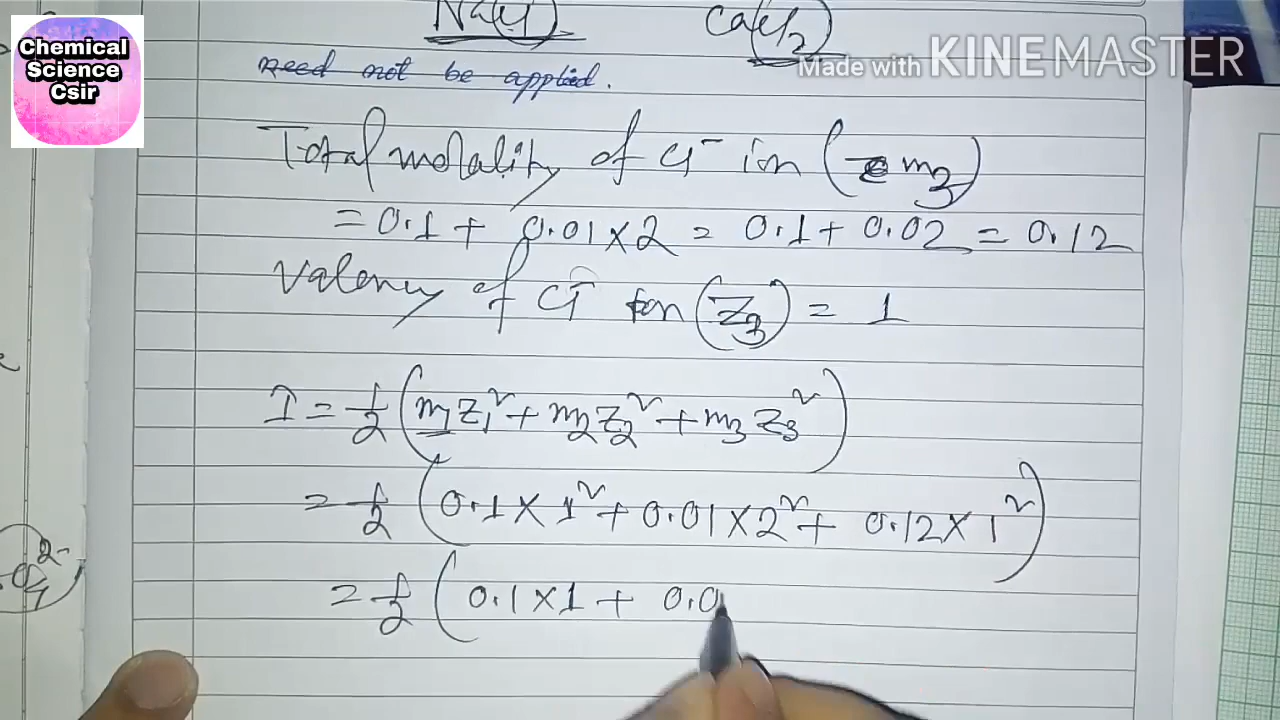 Chemical
Science
Csir
NaCl CaCl2
Made with KINEMASTER
need not be applied.
Total molality of Cl⁻ ion (m3)
= 0.1 + 0.01×2 = 0.1 + 0.02 = 0.12
Valency of Cl⁻ ion (Z3) = 1
I = 1/2 (m1Z1² + m2Z2² + m3Z3²)
= 1/2 (0.1×1² + 0.01×2² + 0.12×1²)
= 1/2 (0.1×1 + 0.0